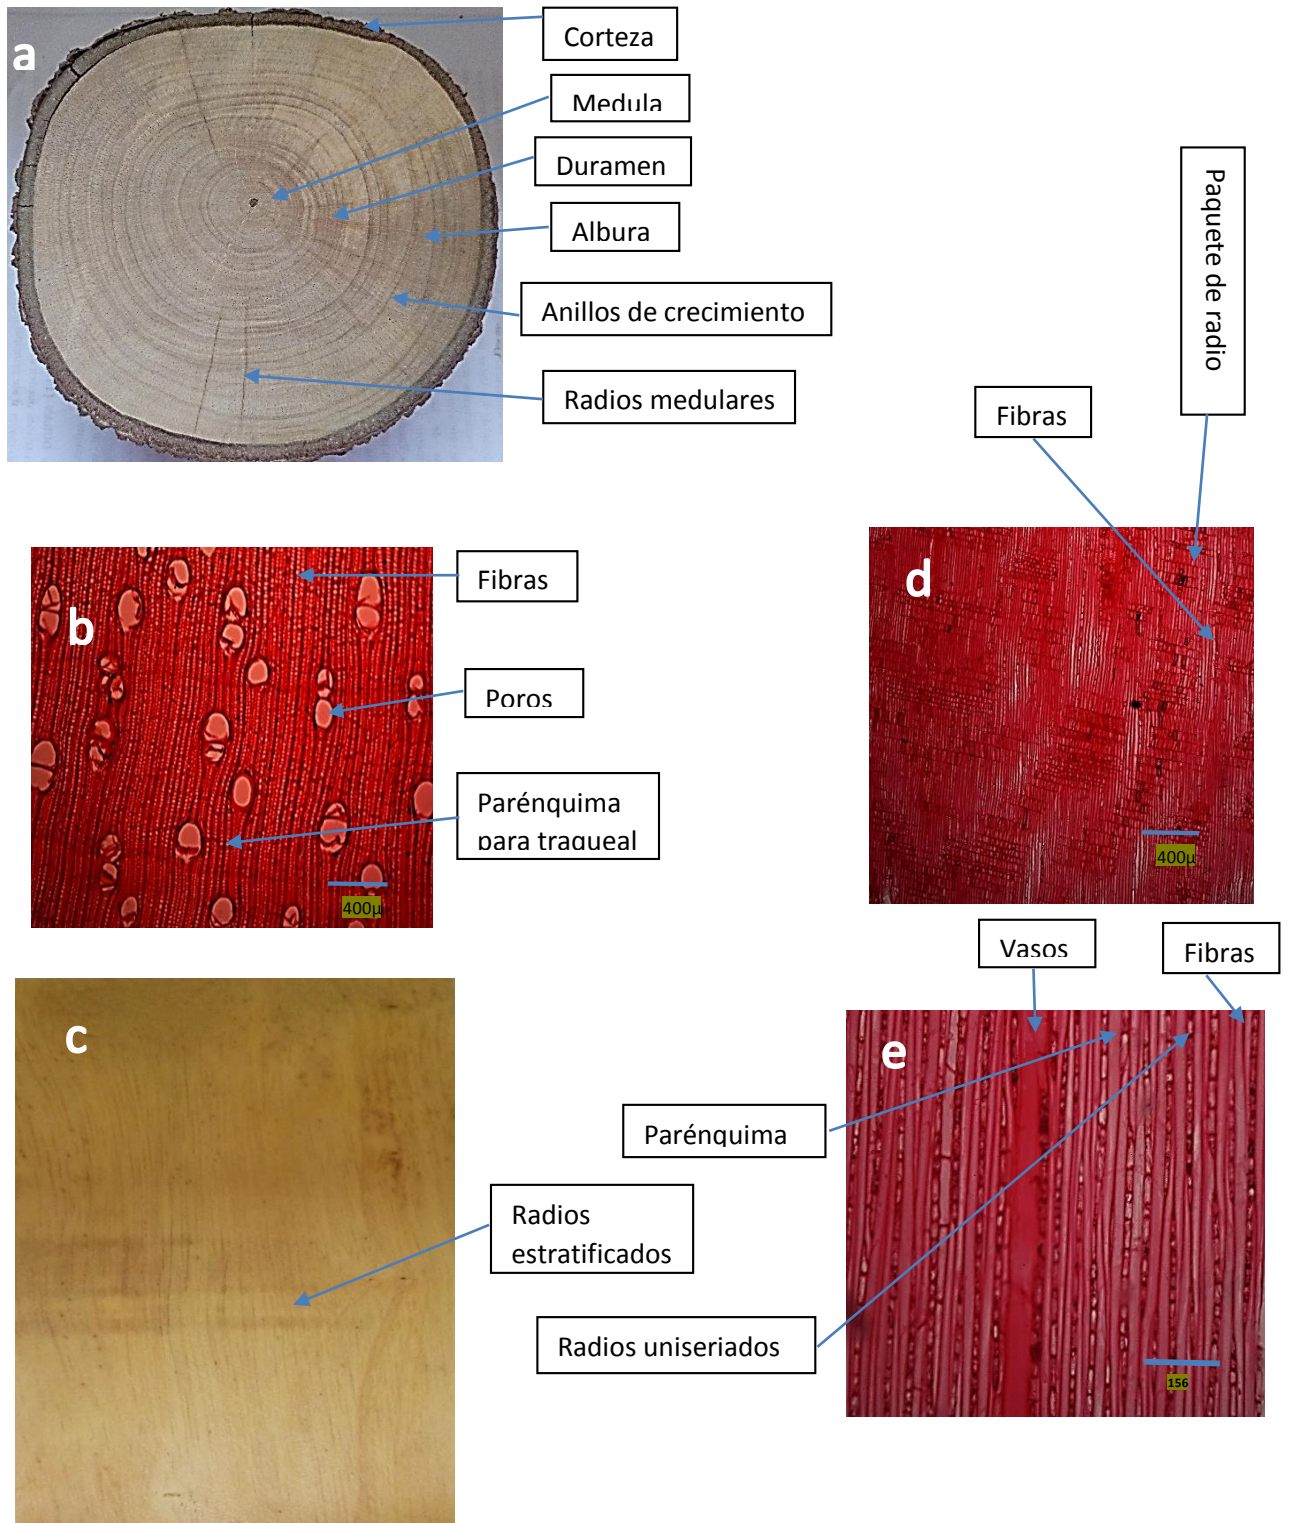 a
Corteza
Medula
Duramen
Albura
Anillos de crecimiento
Radios medulares
Paquete de radio
Fibras
b
Fibras
Poros
Parénquima
para traqueal
400µ
d
400µ
c
Radios
estratificados
Vasos
Fibras
e
Parénquima
Radios uniseriados
156